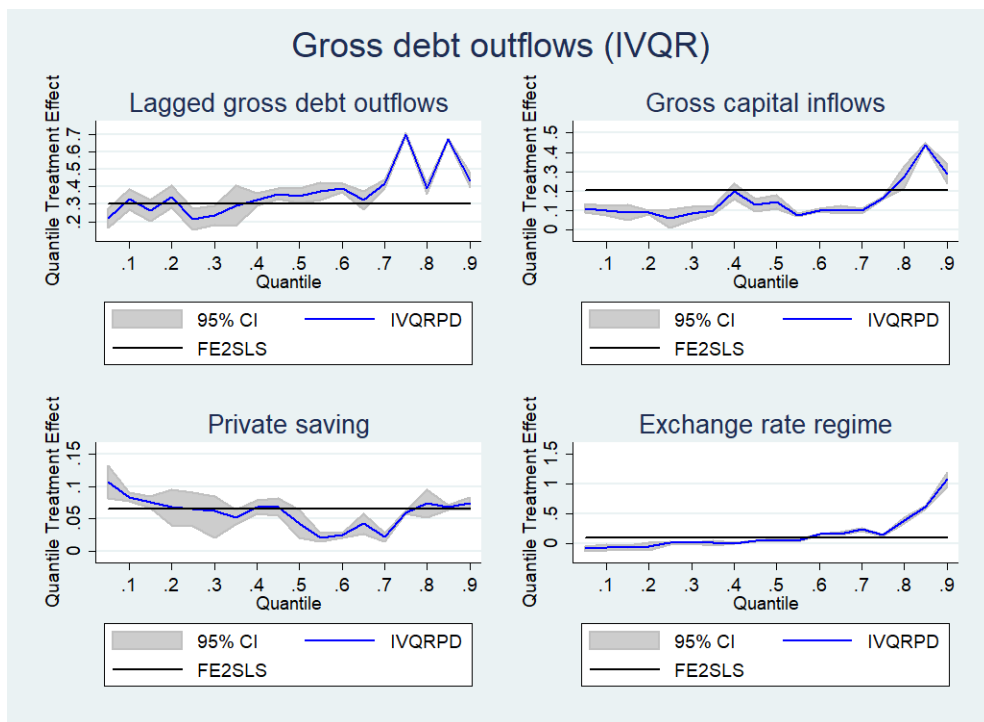 Gross debt outflows (IVQR)
Lagged gross debt outflows
Quantile Treatment Effect
.2 .3 .4 .5 .6 .7
.1 .2 .3 .4 .5 .6 .7 .8 .9
Quantile
95% CI IVQRPD
FE2SLS
Gross capital inflows
Quantile Treatment Effect
0 .1 .2 .3 .4 .5
.1 .2 .3 .4 .5 .6 .7 .8 .9
Quantile
95% CI IVQRPD
FE2SLS
Private saving
Quantile Treatment Effect
0 .05 .1 .15
.1 .2 .3 .4 .5 .6 .7 .8 .9
Quantile
95% CI IVQRPD
FE2SLS
Exchange rate regime
Quantile Treatment Effect
0 .5 1 1.5
.1 .2 .3 .4 .5 .6 .7 .8 .9
Quantile
95% CI IVQRPD
FE2SLS